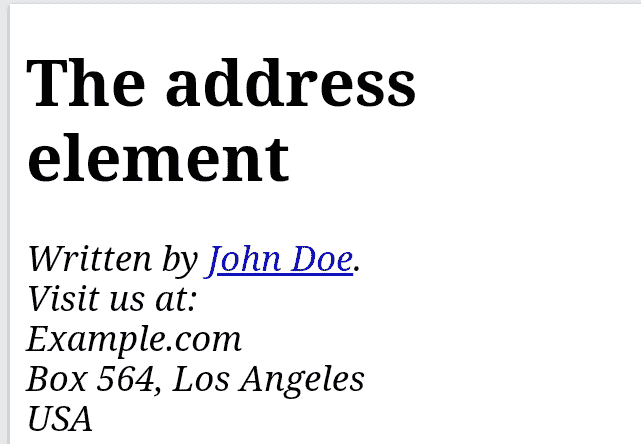 The address
element
Written by John Doe.
Visit us at:
Example.com
Box 564, Los Angeles
USA